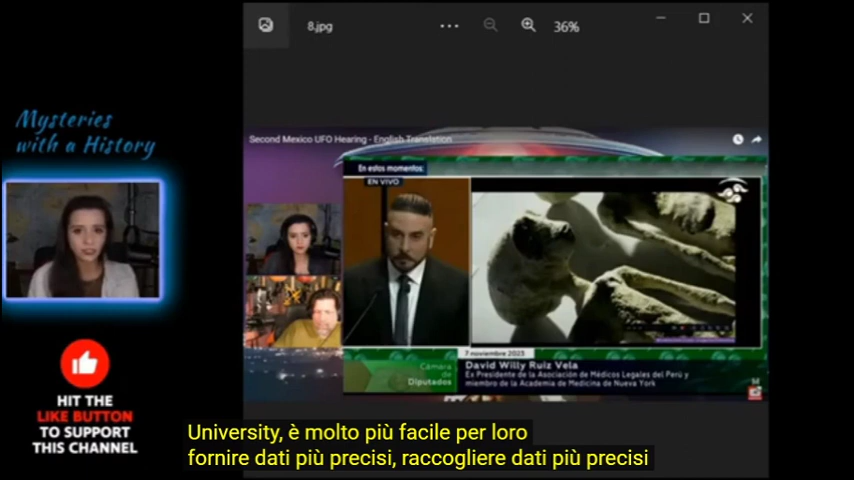 8.jpg
36%
Mysteries
with a History
Second Mexico UFO Hearing - English Translation
En estos momentos:
EN VIVO
7 noviembre 2023
Cámara
de
Diputados
David Willy Ruiz Vela
Ex Presidente de la Asociación de Médicos Legales del Perú y
miembro de la Academia de Medicina de Nueva York
HIT THE
LIKE BUTTON
TO SUPPORT
THIS CHANNEL
University, è molto più facile per loro
fornire dati più precisi, raccogliere dati più precisi